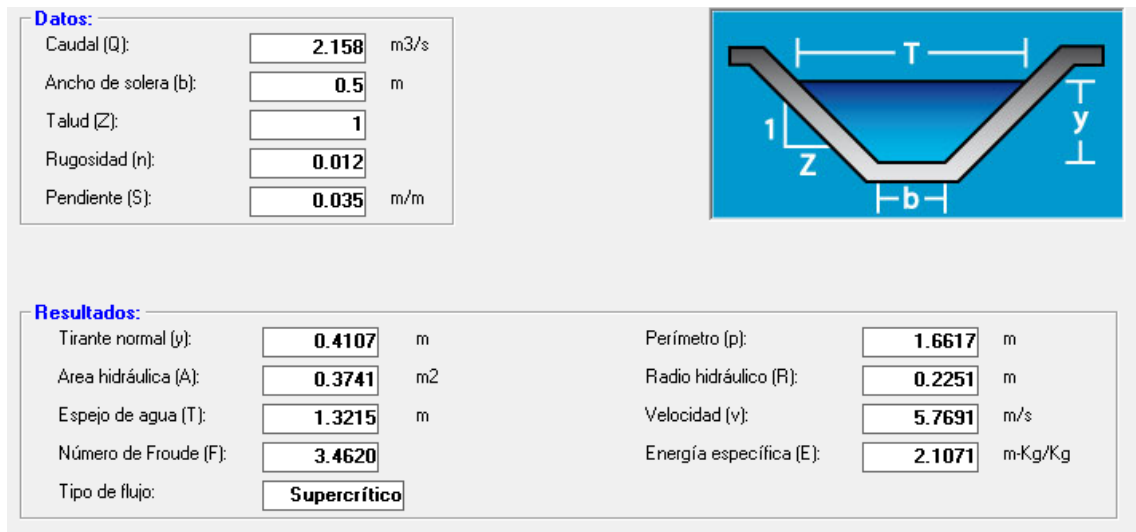 Datos:
Caudal (Q): 2.158 m3/s
Ancho de solera (b): 0.5 m
Talud (Z): 1
Rugosidad (n): 0.012
Pendiente (S): 0.035 m/m
T
1
Z
y
b
Resultados:
Tirante normal (y): 0.4107 m Perímetro (p): 1.6617 m
Area hidráulica (A): 0.3741 m2 Radio hidráulico (R): 0.2251 m
Espejo de agua (T): 1.3215 m Velocidad (v): 5.7691 m/s
Número de Froude (F): 3.4620 Energía específica (E): 2.1071 m-Kg/Kg
Tipo de flujo: Supercrítico